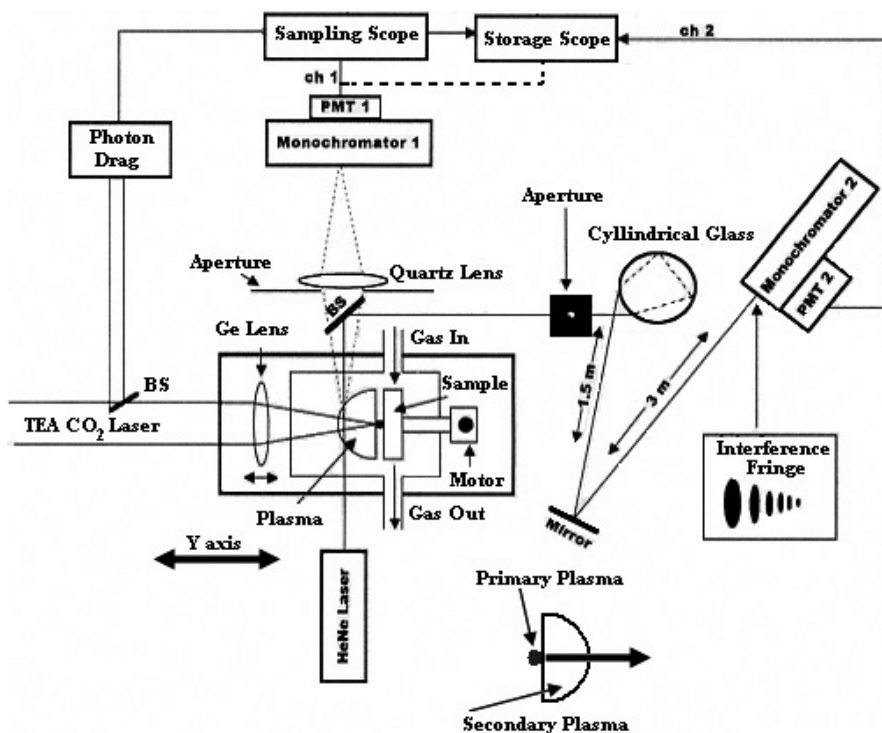 Sampling Scope
Storage Scope
ch 2
ch 1
PMT 1
Monochromator 1
Photon
Drag
Aperture
Cyllindrical Glass
Monochromator 2
PMT 2
Aperture
Quartz Lens
BS
Ge Lens
Gas In
Sample
BS
TEA CO2 Laser
1.5 m
3 m
Motor
Interference
Fringe
Plasma
Gas Out
Mirror
Y axis
HeNe Laser
Primary Plasma
Secondary Plasma